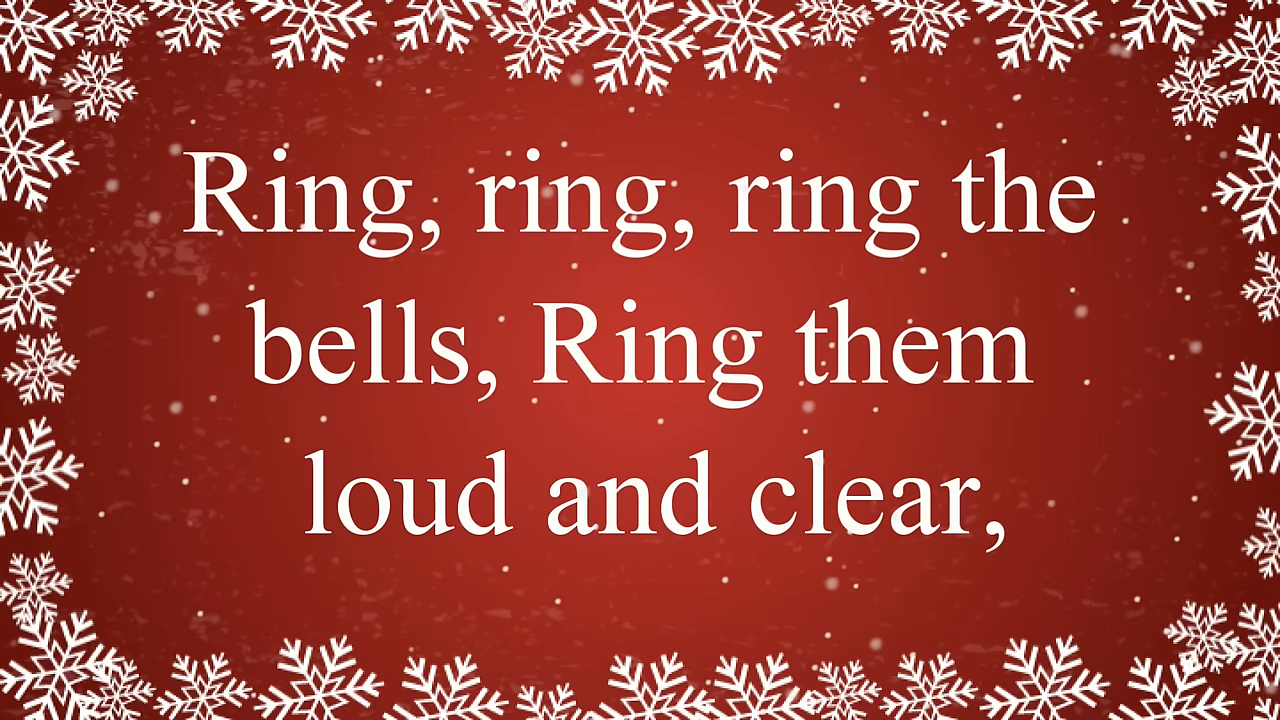 Ring, ring, ring the
bells, Ring them
loud and clear,